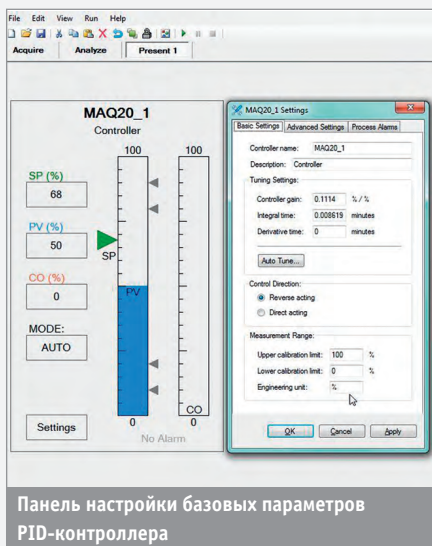 File Edit View Run Help
Acquire Analyze Present 1
MAQ20_1
Controller
100 100
SP (%)
68
PV (%)
50
SP
PV
CO (%)
0
MODE:
AUTO
CO
0 0
Settings
No Alarm
MAQ20_1 Settings
Basic Settings Advanced Settings Process Alarms
Controller name: MAQ20_1
Description: Controller
Tuning Settings:
Controller gain: 0.1114 % / %
Integral time: 0.008619 minutes
Derivative time: 0 minutes
Auto Tune...
Control Direction:
Reverse acting
Direct acting
Measurement Range:
Upper calibration limit: 100 %
Lower calibration limit: 0 %
Engineering unit: %
OK Cancel Apply
Панель настройки базовых параметров
PID-контроллера